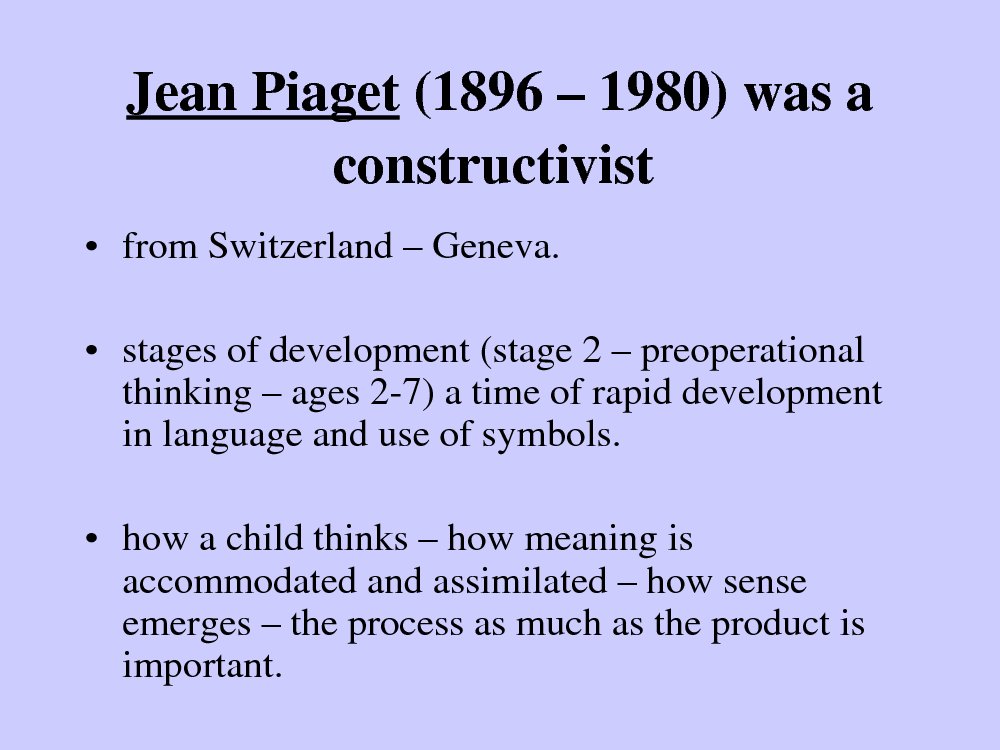 Jean Piaget (1896 – 1980) was a
constructivist
• from Switzerland – Geneva.
• stages of development (stage 2 – preoperational
thinking – ages 2-7) a time of rapid development
in language and use of symbols.
• how a child thinks – how meaning is
accommodated and assimilated – how sense
emerges – the process as much as the product is
important.